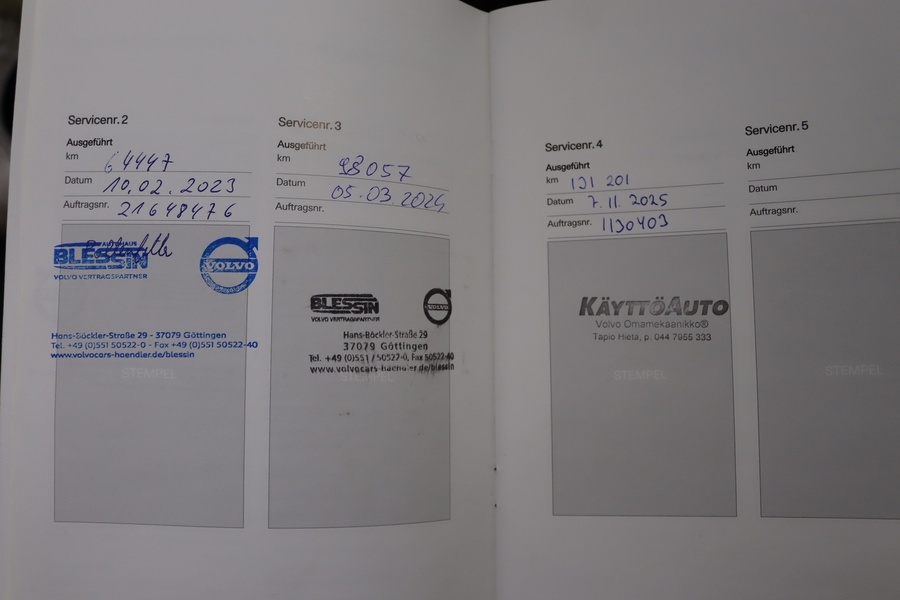 Servicenr. 2
Ausgeführt
km 64447
Datum 10.02.2023
Auftragsnr. 21648476
AUTOHAUS
BLESSIN
VOLVO VERTRAGSPARTNER
VOLVO
Hans-Böckler-Straße 29 - 37079 Göttingen
Tel. +49 (0)551 50522-0 - Fax +49 (0)551 50522-40
www.volvocars-haendler.de/blessin
STEMPEL
Servicenr. 3
Ausgeführt
km 98057
Datum 05.03.2024
Auftragsnr.
BLESSIN
VOLVO VERTRAGSPARTNER
VOLVO
Hans-Böckler-Straße 29
37079 Göttingen
Tel. +49 (0)551 / 50522-0, Fax 50522-40
www.volvocars-haendler.de/blessin
STEMPEL
Servicenr. 4
Ausgeführt
km 131 201
Datum 7.11.2025
Auftragsnr. 1130403
KÄYTTÖAUTO
Volvo Omamekaanikko®
Tapio Hieta, p. 044 7955 333
STEMPEL
Servicenr. 5
Ausgeführt
km
Datum
Auftragsnr.
STEMPEL